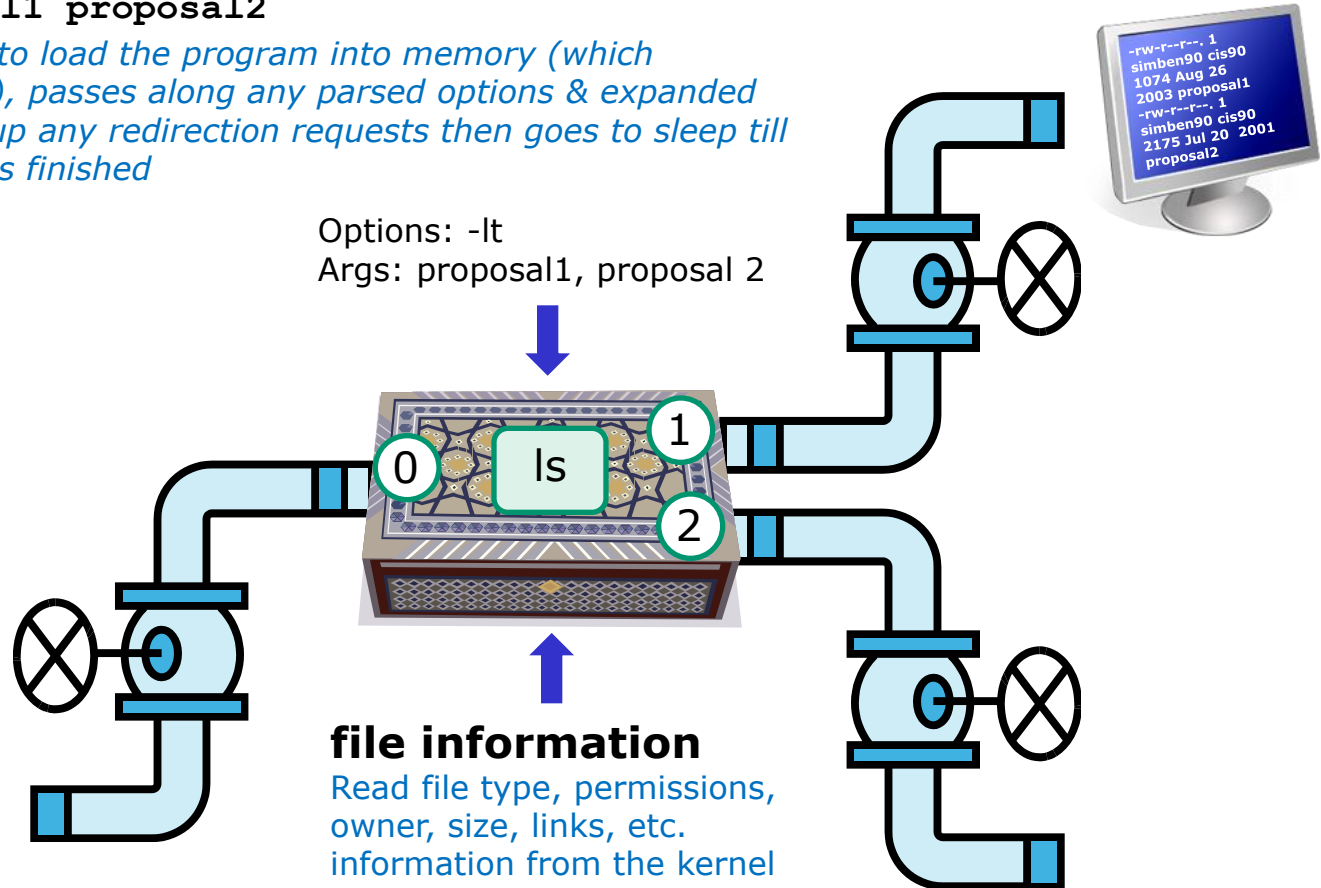 proposal2
to load the program into memory (which
, passes along any parsed options & expanded
up any redirection requests then goes to sleep till
s finished
-rw-r--r--. 1
simben90 cis90
1074 Aug 26
2003 proposal1
-rw-r--r--. 1
simben90 cis90
2175 Jul 20 2001
proposal2
Options: -lt
Args: proposal1, proposal 2
0
ls
1
2
file information
Read file type, permissions,
owner, size, links, etc.
information from the kernel